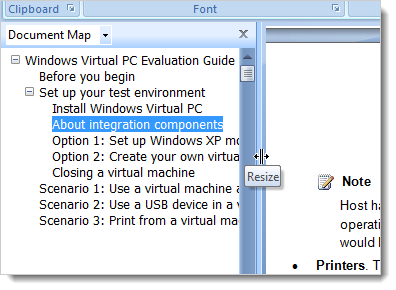 Clipboard
Font
Document Map
Windows Virtual PC Evaluation Guide
Before you begin
Set up your test environment
Install Windows Virtual PC
About integration components
Option 1: Set up Windows XP mo
Option 2: Create your own virtua
Closing a virtual machine
Scenario 1: Use a virtual machine a
Scenario 2: Use a USB device in a v
Scenario 3: Print from a virtual ma
Resize
Note
Host ha
operati
would l
Printers. T